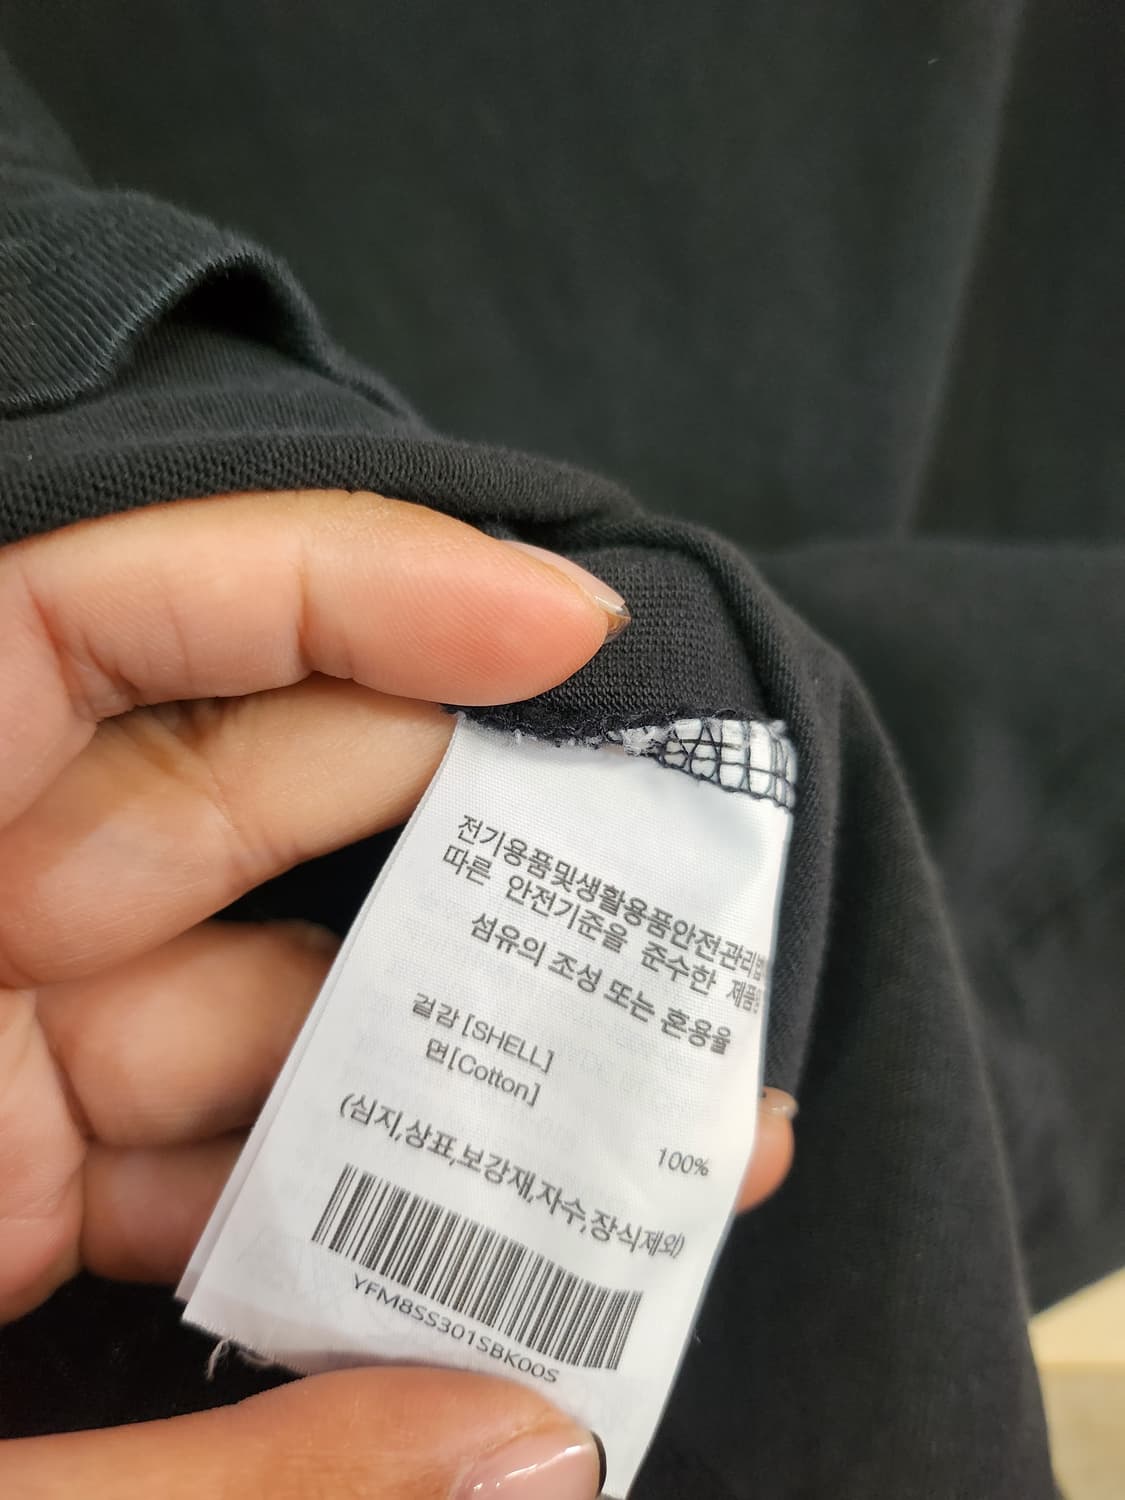 전기용품및생활용품안전관리법
따른 안전기준을 준수한 제품임
섬유의 조성 또는 혼용율
겉감[SHELL]
면[Cotton]
100%
(심지,상표,보강재,자수,장식제외)
YFM8SS301SBK00S